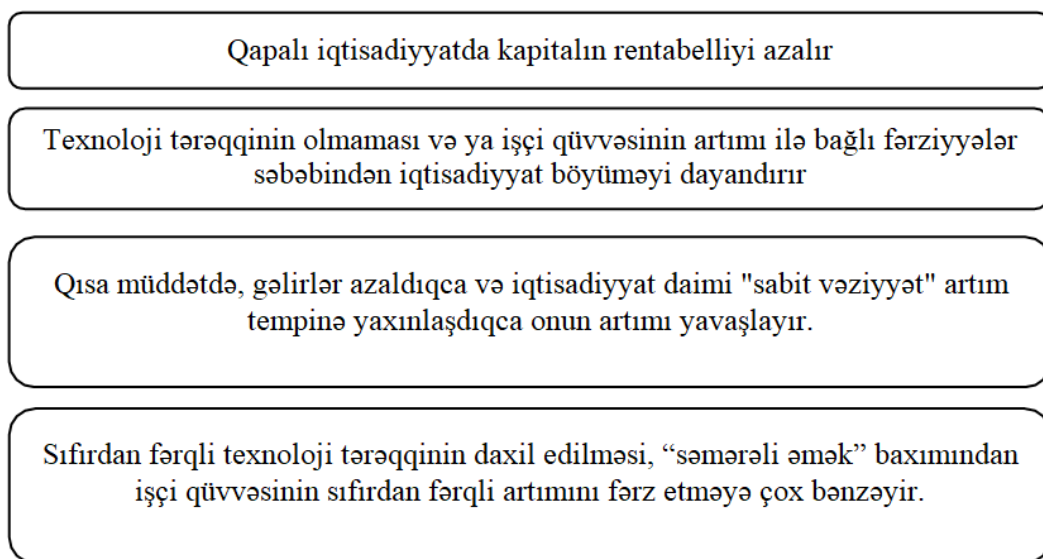 Qapalı iqtisadiyyatda kapitalın rentabelliyi azalır
Texnoloji tərəqqinin olmaması və ya işçi qüvvəsinin artımı ilə bağlı fərziyyələr
səbəbindən iqtisadiyyat böyüməyi dayandırır
Qısa müddətdə, gəlirlər azaldıqca və iqtisadiyyat daimi "sabit vəziyyət" artım
tempinə yaxınlaşdıqca onun artımı yavaşlayır.
Sıfırdan fərqli texnoloji tərəqqinin daxil edilməsi, “səmərəli əmək” baxımından
işçi qüvvəsinin sıfırdan fərqli artımını fərz etməyə çox bənzəyir.